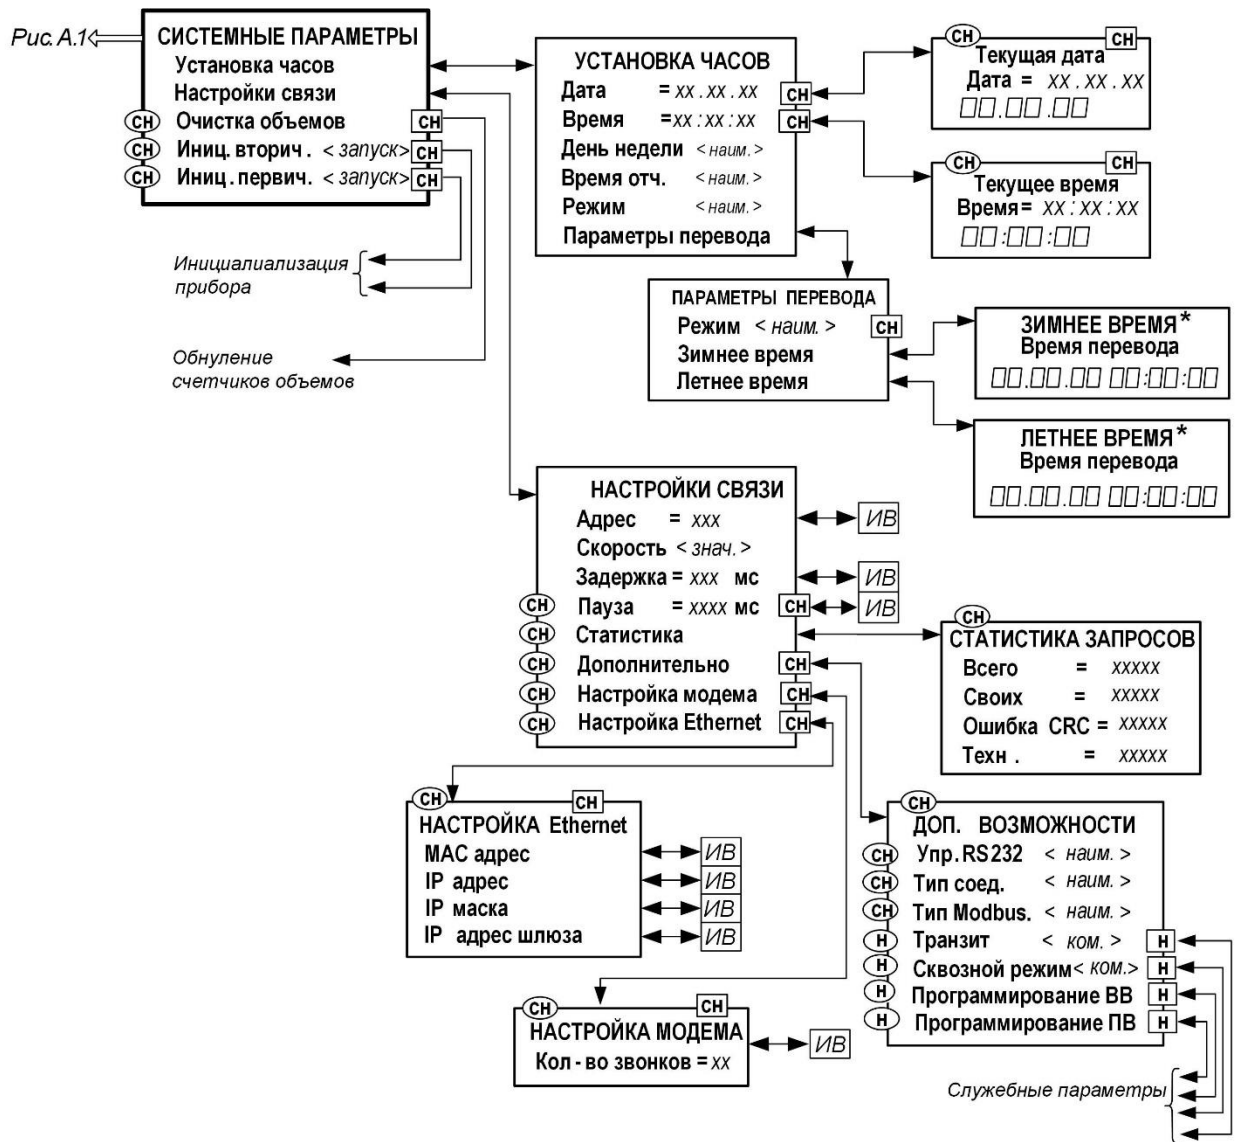 Рис. А.1
СИСТЕМНЫЕ ПАРАМЕТРЫ
Установка часов
Настройки связи
СН Очистка объемов СН
СН Иниц. вторич. < запуск> СН
СН Иниц. первич. < запуск> СН
Инициалиализация
прибора
Обнуление
счетчиков объемов
УСТАНОВКА ЧАСОВ
Дата = xx.xx.xx СН
Время =xx:xx:xx СН
День недели <наим.>
Время отч. <наим.>
Режим <наим.>
Параметры перевода
СН СН
Текущая дата
Дата = xx.xx.xx
00.00.00
СН СН
Текущее время
Время= xx:xx:xx
00:00:00
ПАРАМЕТРЫ ПЕРЕВОДА
Режим < наим. > СН
Зимнее время
Летнее время
ЗИМНЕЕ ВРЕМЯ*
Время перевода
00.00.00 00:00:00
ЛЕТНЕЕ ВРЕМЯ*
Время перевода
00.00.00 00:00:00
НАСТРОЙКИ СВЯЗИ
Адрес = xxx ИВ
Скорость < знач. >
Задержка = xxx мс ИВ
СН Пауза = xxxx мс СН ИВ
СН Статистика
СН Дополнительно СН
СН Настройка модема СН
СН Настройка Ethernet СН
СН
СТАТИСТИКА ЗАПРОСОВ
Всего = xxxxx
Своих = xxxxx
Ошибка CRC = xxxxx
Техн. = xxxxx
СН СН
НАСТРОЙКА Ethernet
MAC адрес ИВ
IP адрес ИВ
IP маска ИВ
IP адрес шлюза ИВ
СН
ДОП. ВОЗМОЖНОСТИ
СН Упр.RS232 < наим. >
СН Тип соед. < наим. >
СН Тип Modbus. < наим. >
Н Транзит < ком. > Н
Н Сквозной режим< ком.> Н
Н Программирование ВВ Н
Н Программирование ПВ Н
СН СН
НАСТРОЙКА МОДЕМА
Кол - во звонков = xx ИВ
Служебные параметры